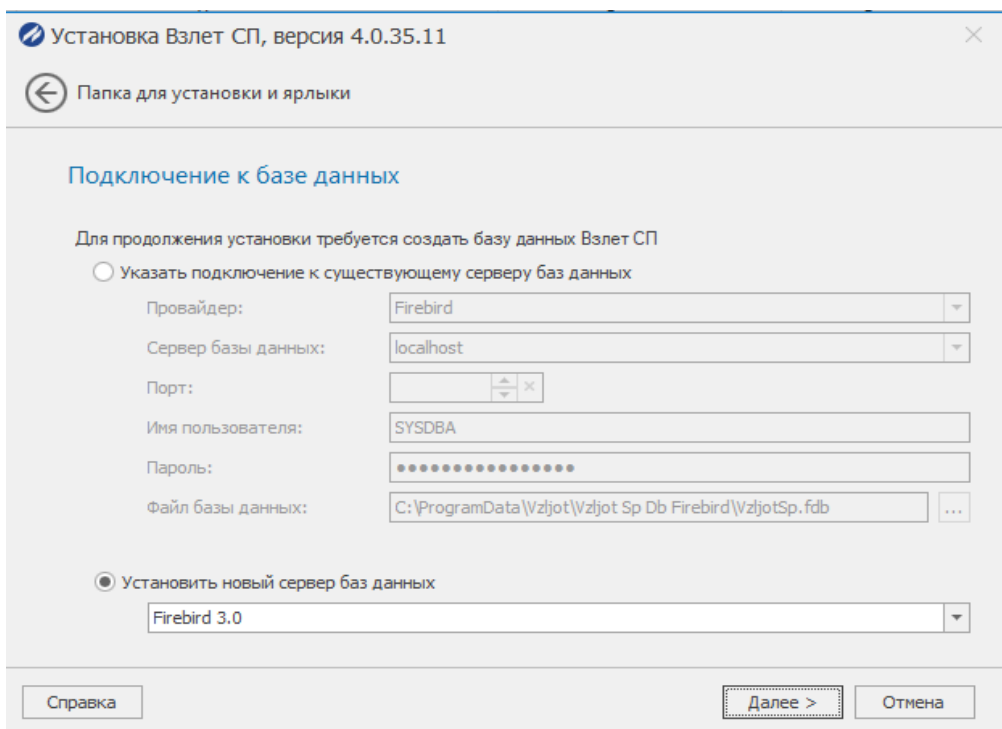 Установка Взлет СП, версия 4.0.35.11
Папка для установки и ярлыки
Подключение к базе данных
Для продолжения установки требуется создать базу данных Взлет СП
Указать подключение к существующему серверу баз данных
Провайдер: Firebird
Сервер базы данных: localhost
Порт:
Имя пользователя: SYSDBA
Пароль: ••••••••••••••••
Файл базы данных: C:\ProgramData\Vzljot\Vzljot Sp Db Firebird\VzljotSp.fdb ...
Установить новый сервер баз данных
Firebird 3.0
Справка Далее > Отмена